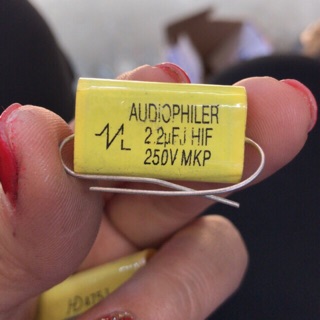 AUDIOPHILER
2.2µFJ HIF
250V MKP